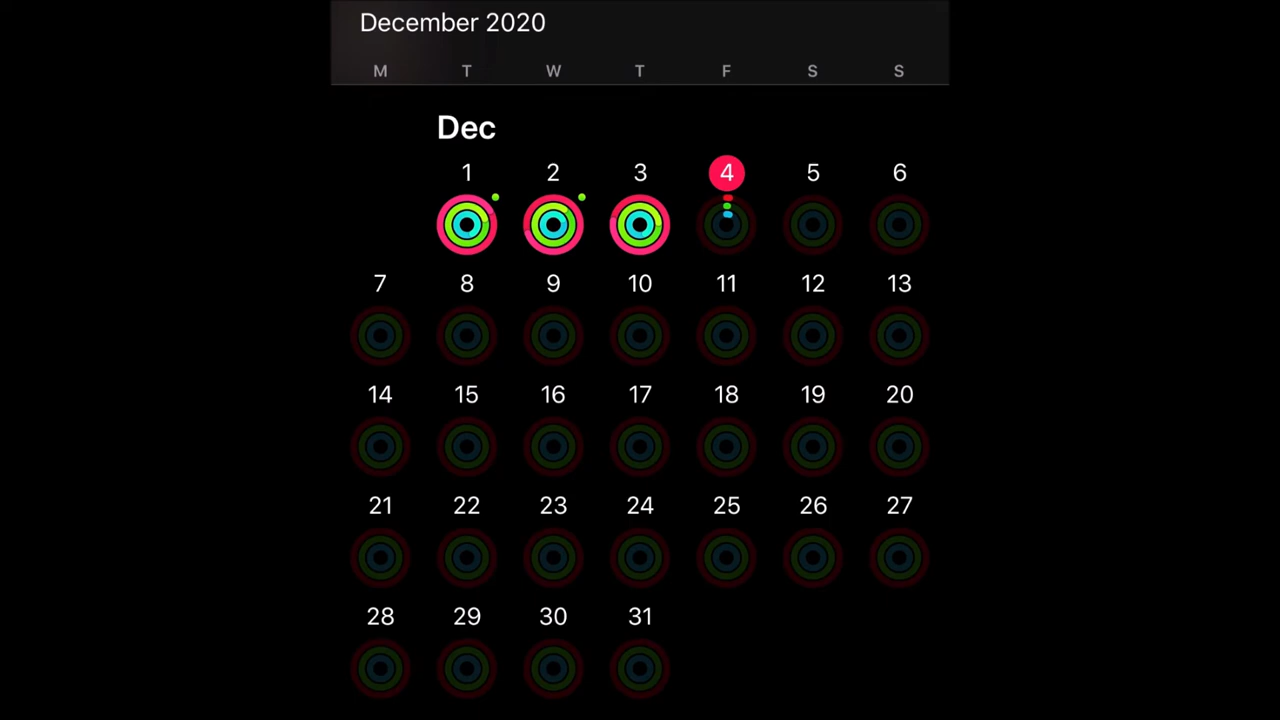 December 2020
M T W T F S S
Dec
1 2 3 4 5 6
7 8 9 10 11 12 13
14 15 16 17 18 19 20
21 22 23 24 25 26 27
28 29 30 31